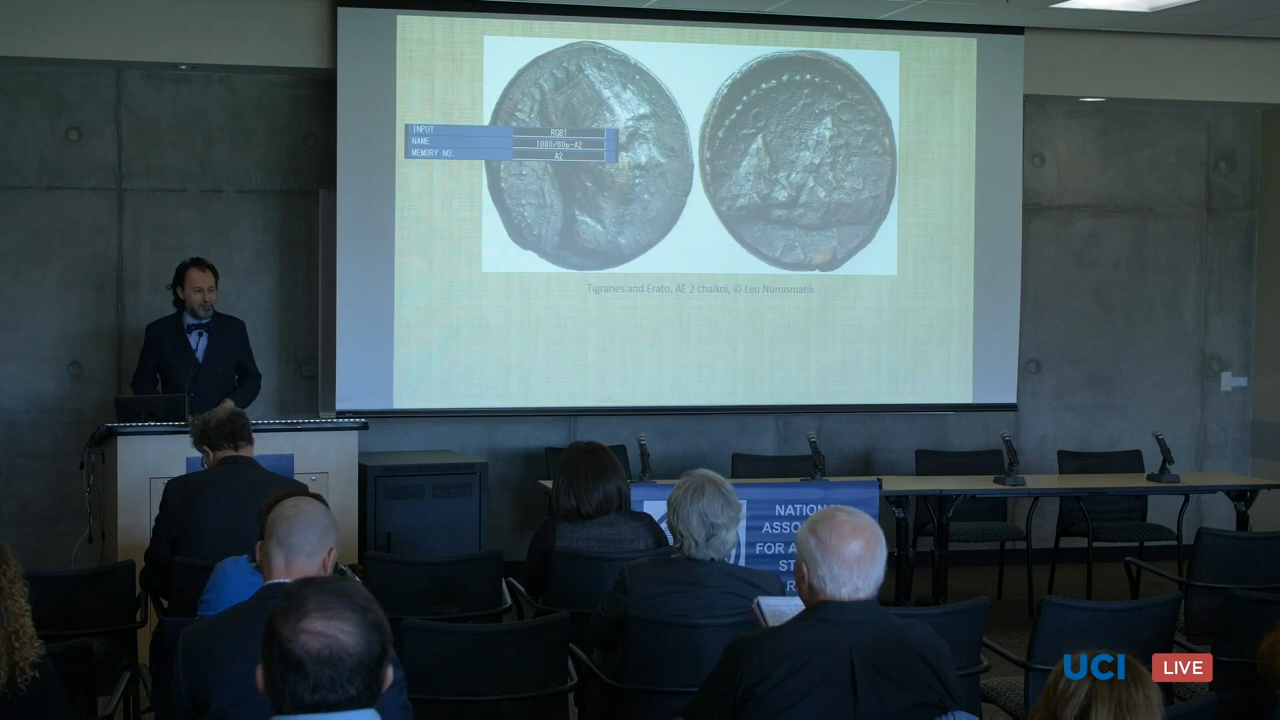 INPUT RGB1
NAME 1080/60p-A2
MEMORY NO. A2
Tigranes and Erato, AE 2 chalkoi, © Leu Numismatik
NATION
ASSO
FOR A
ST
R
UCI LIVE